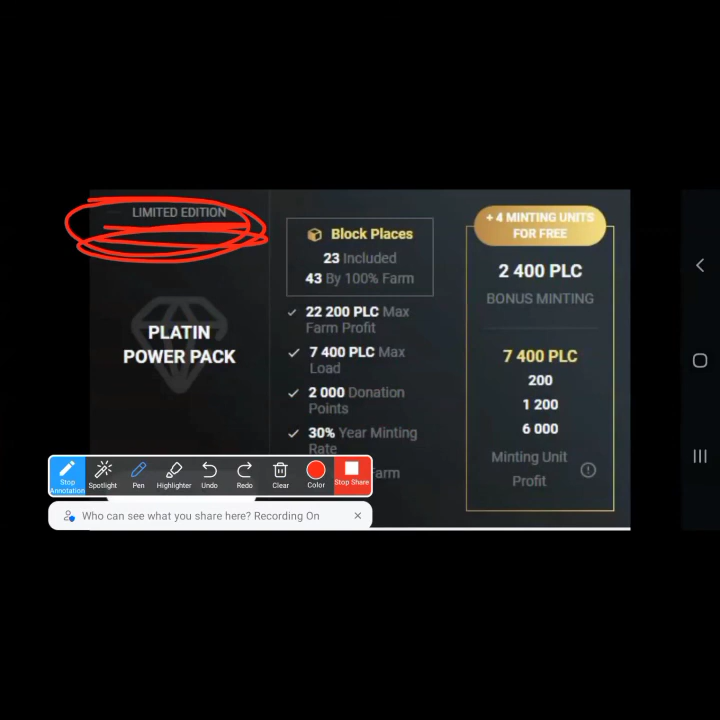 LIMITED EDITION
PLATIN
POWER PACK
Block Places
23 Included
43 By 100% Farm
22 200 PLC Max
Farm Profit
7 400 PLC Max
Load
2 000 Donation
Points
30% Year Minting
Rate
arm
+ 4 MINTING UNITS
FOR FREE
2 400 PLC
BONUS MINTING
7 400 PLC
200
1 200
6 000
Minting Unit
Profit
Stop
Annotation
Spotlight
Pen
Highlighter
Undo
Redo
Clear
Color
Stop Share
Who can see what you share here? Recording On